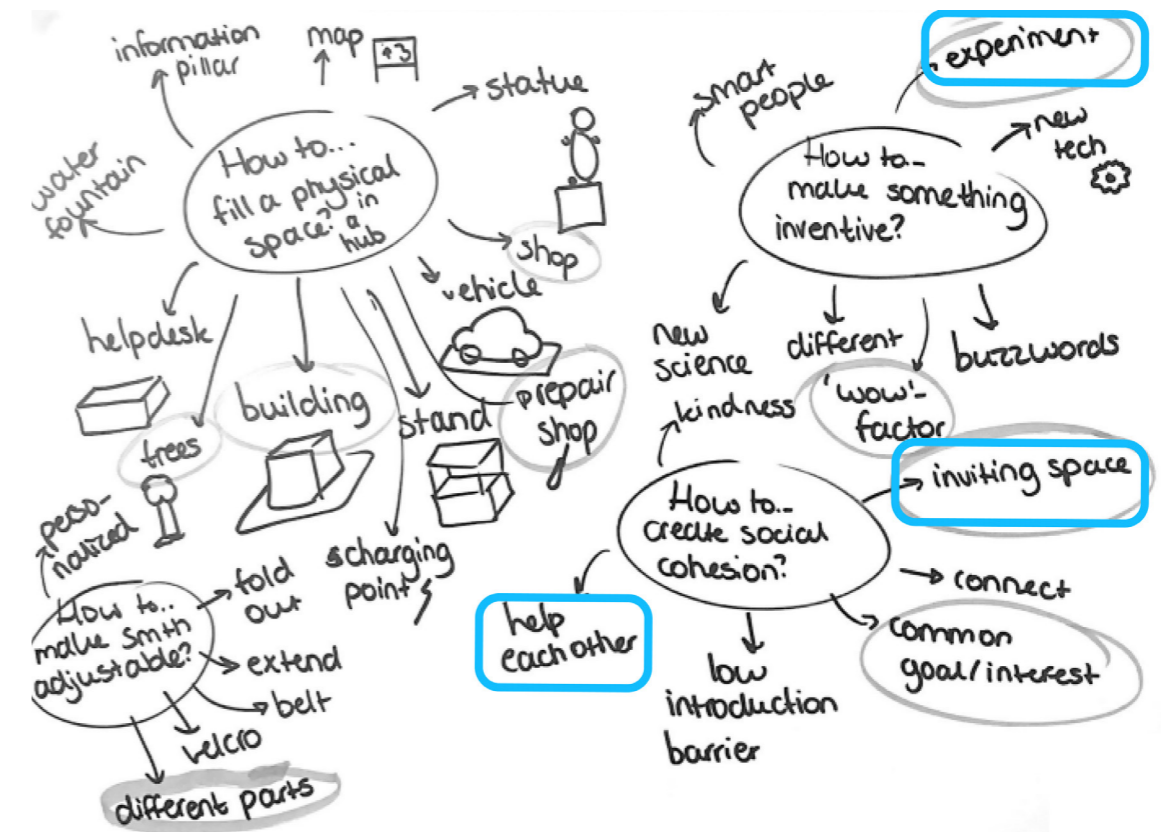 information
pillar
map
+3
statue
water
fountain
How to...
fill a physical
space? in
a
hub
shop
vehicle
helpdesk
trees
building
stand
repair
shop
charging
point
How to...
make something
inventive?
smart
people
experiment
new
tech
new
science
different
'wow'-
factor
buzzwords
How to...
create social
cohesion?
kindness
inviting space
connect
common
goal/interest
low
introduction
barrier
help
each other
How to..
make smth
adjustable?
perso-
nalized
fold
out
extend
belt
velcro
different parts